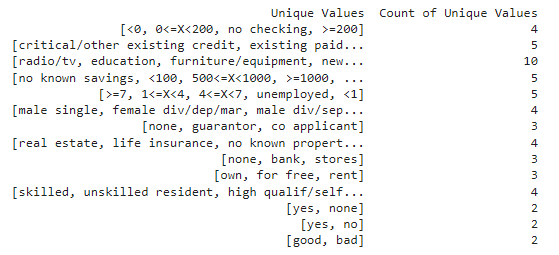 Unique Values Count of Unique Values
[<0, 0<=X<200, no checking, >=200] 4
[critical/other existing credit, existing paid... 5
[radio/tv, education, furniture/equipment, new... 10
[no known savings, <100, 500<=X<1000, >=1000, ... 5
[>=7, 1<=X<4, 4<=X<7, unemployed, <1] 5
[male single, female div/dep/mar, male div/sep... 4
[none, guarantor, co applicant] 3
[real estate, life insurance, no known propert... 4
[none, bank, stores] 3
[own, for free, rent] 3
[skilled, unskilled resident, high qualif/self... 4
[yes, none] 2
[yes, no] 2
[good, bad] 2